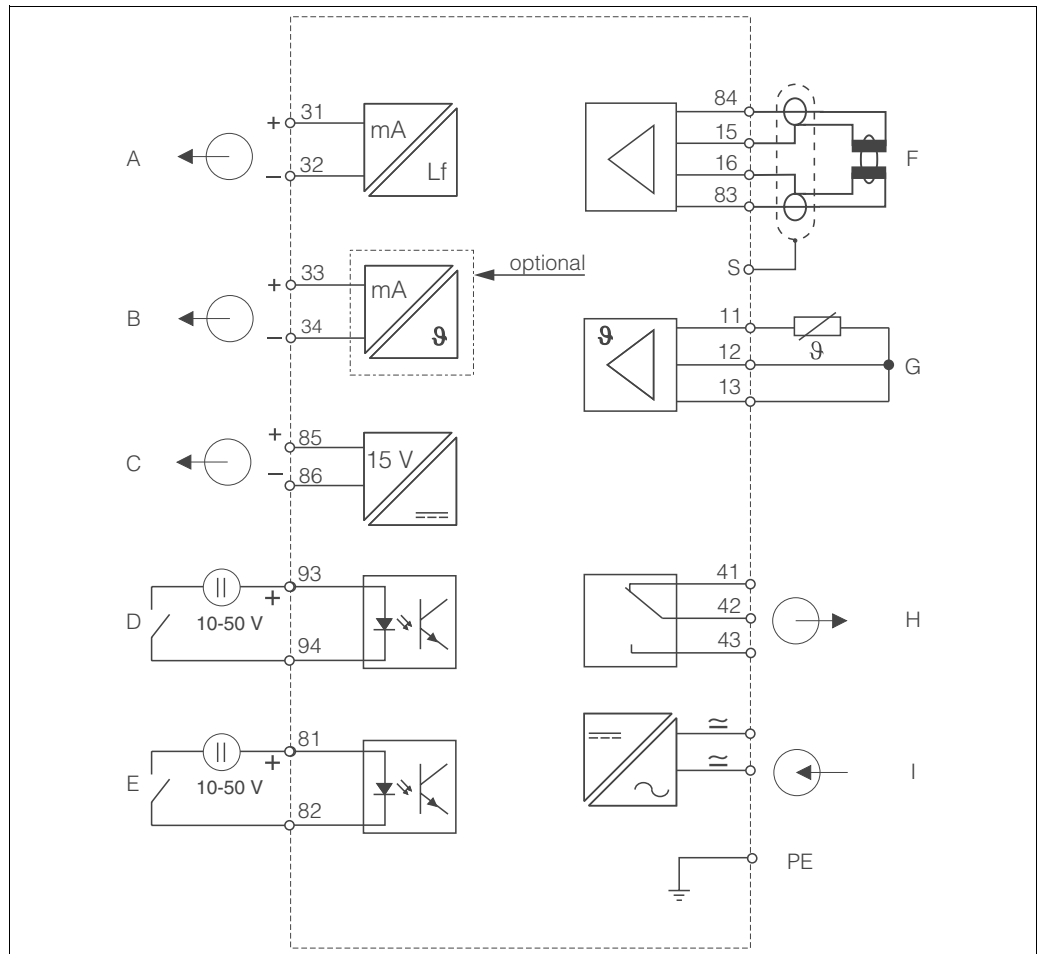 A
+
31
−
32
mA
Lf
B
+
33
−
34
mA
ϑ
optional
C
+
85
−
86
15 V
D
93
+
10-50 V
94
E
81
+
10-50 V
82
84
15
16
83
F
S
ϑ
11
12
13
ϑ
G
41
42
43
H
≃
≃
I
PE